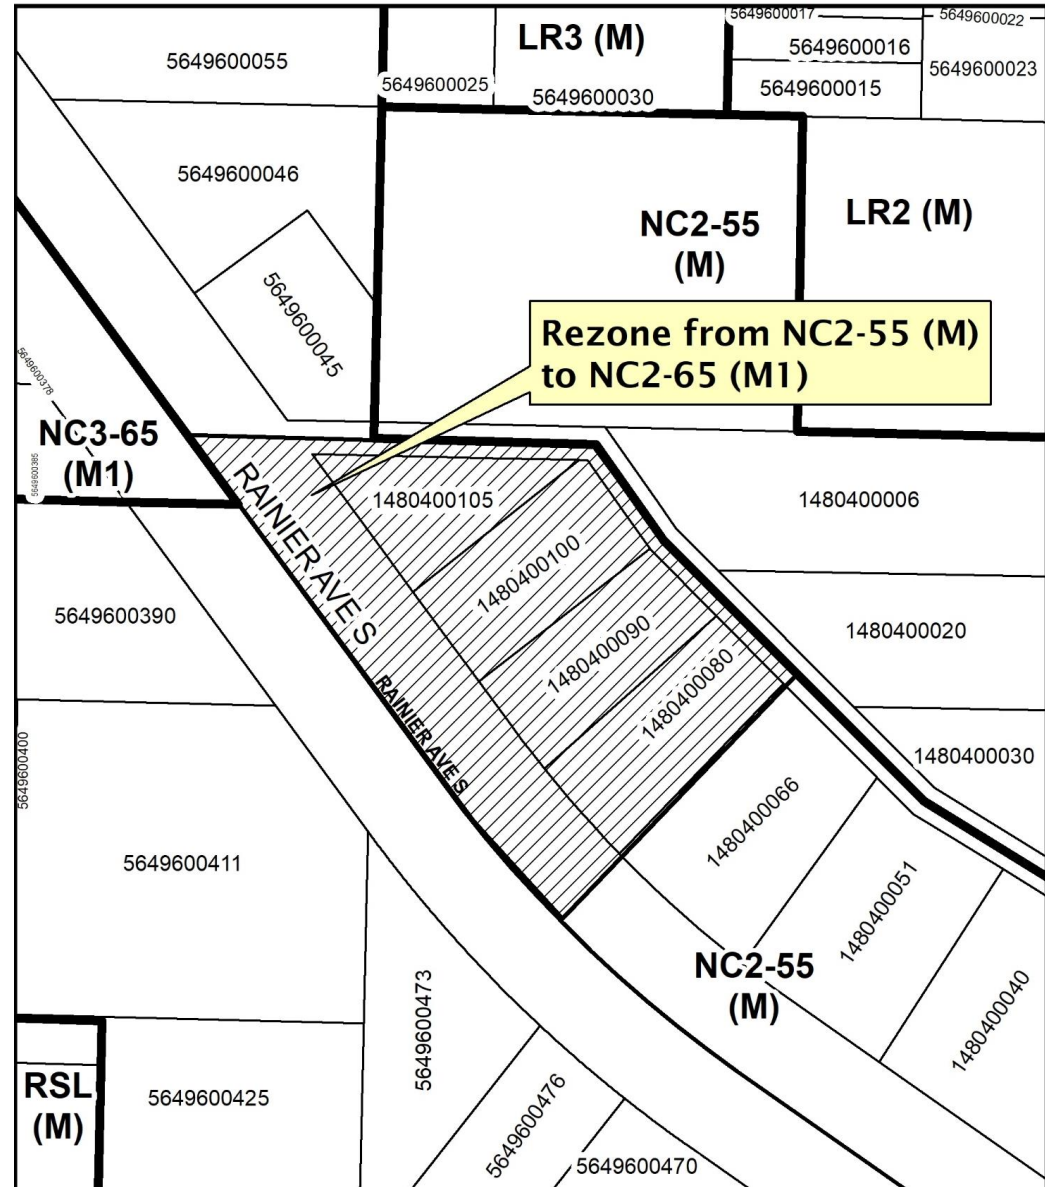 5649600017
5649600022
LR3 (M)
5649600016
5649600055
5649600023
5649600025
5649600030
5649600015
5649600046
NC2-55
(M)
LR2 (M)
5649600045
Rezone from NC2-55 (M)
to NC2-65 (M1)
5649600378
NC3-65
(M1)
5649600385
RAINIER AVE S
1480400105
1480400006
1480400100
5649600390
1480400090
1480400020
1480400080
RAINIER AVE S
5649600400
1480400030
1480400066
5649600411
1480400051
NC2-55
(M)
1480400040
5649600473
RSL
(M)
5649600425
5649600476
5649600470